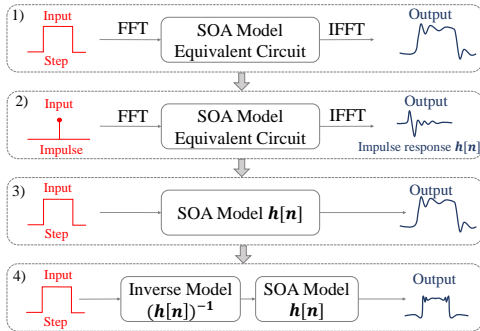 1)
Input
Step
FFT
SOA Model
Equivalent Circuit
IFFT
Output
2)
Input
Impulse
FFT
SOA Model
Equivalent Circuit
IFFT
Output
Impulse response h[n]
3)
Input
Step
SOA Model h[n]
Output
4)
Input
Step
Inverse Model
(h[n])⁻¹
SOA Model
h[n]
Output